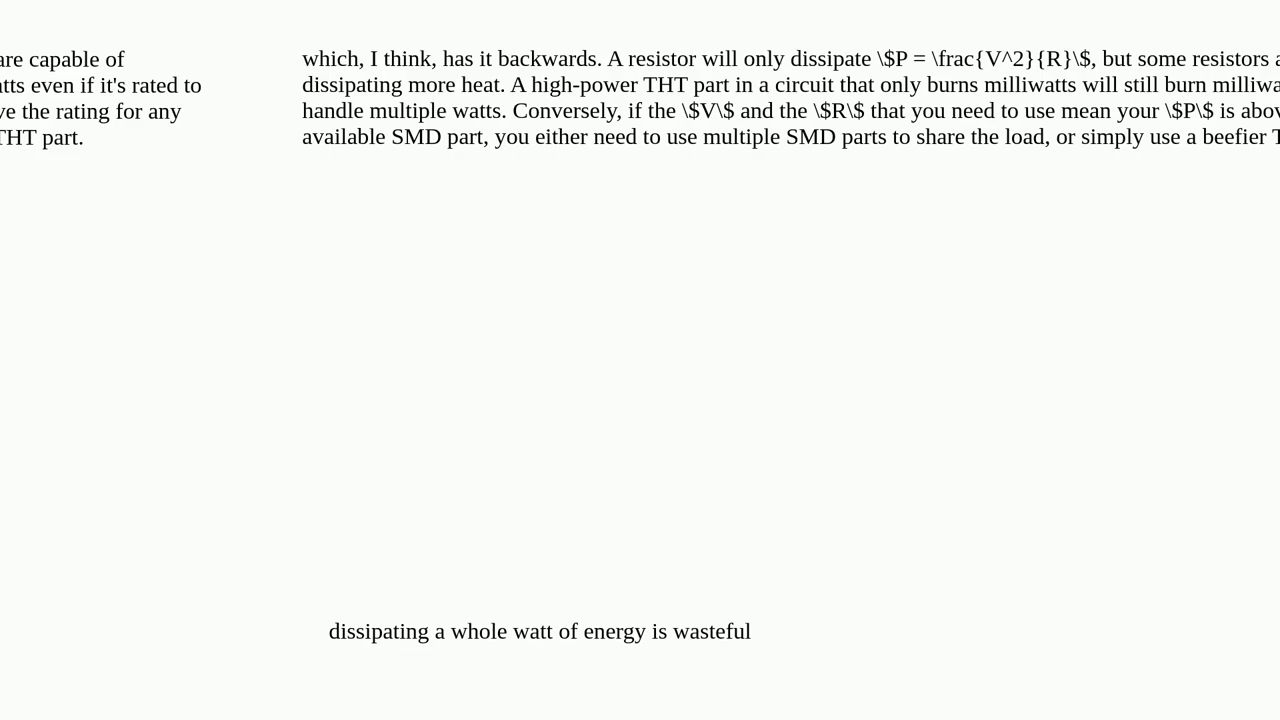 are capable of
atts even if it's rated to
ve the rating for any
THT part.
which, I think, has it backwards. A resistor will only dissipate \$P = \frac{V^2}{R}\$, but some resistors a
dissipating more heat. A high-power THT part in a circuit that only burns milliwatts will still burn milliwa
handle multiple watts. Conversely, if the \$V\$ and the \$R\$ that you need to use mean your \$P\$ is abov
available SMD part, you either need to use multiple SMD parts to share the load, or simply use a beefier T
dissipating a whole watt of energy is wasteful